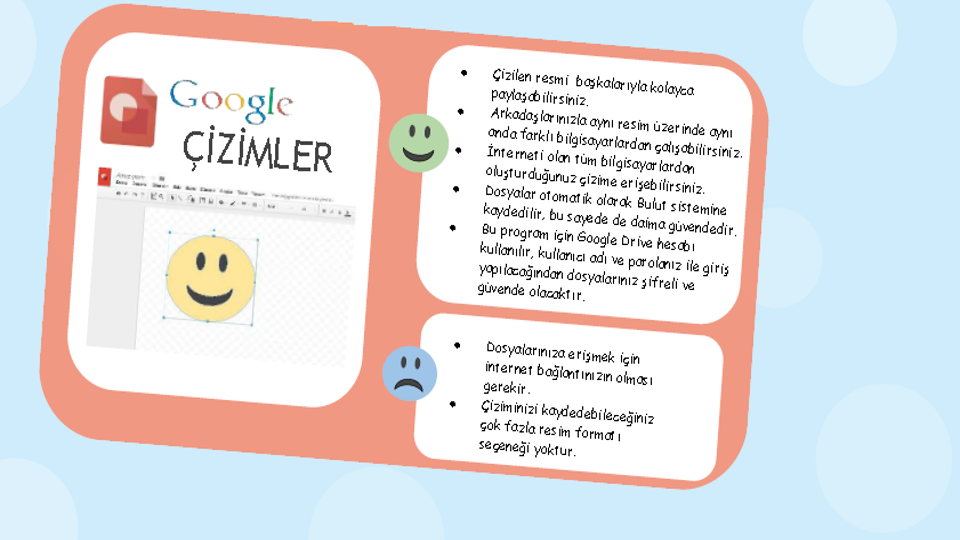 Google
ÇİZİMLER
Çizilen resmi başkalarıyla kolayca
paylaşabilirsiniz.
Arkadaşlarınızla aynı resim üzerinde aynı
anda farklı bilgisayarlardan çalışabilirsiniz.
İnterneti olan tüm bilgisayarlardan
oluşturduğunuz çizime erişebilirsiniz.
Dosyalar otomatik olarak Bulut sistemine
kaydedilir, bu sayede de daima güvendedir.
Bu program için Google Drive hesabı
kullanılır, kullanıcı adı ve parolanız ile giriş
yapılacağından dosyalarınız şifreli ve
güvende olacaktır.
Dosyalarınıza erişmek için
internet bağlantınızın olması
gerekir.
Çiziminizi kaydedebileceğiniz
çok fazla resim formatı
seçeneği yoktur.